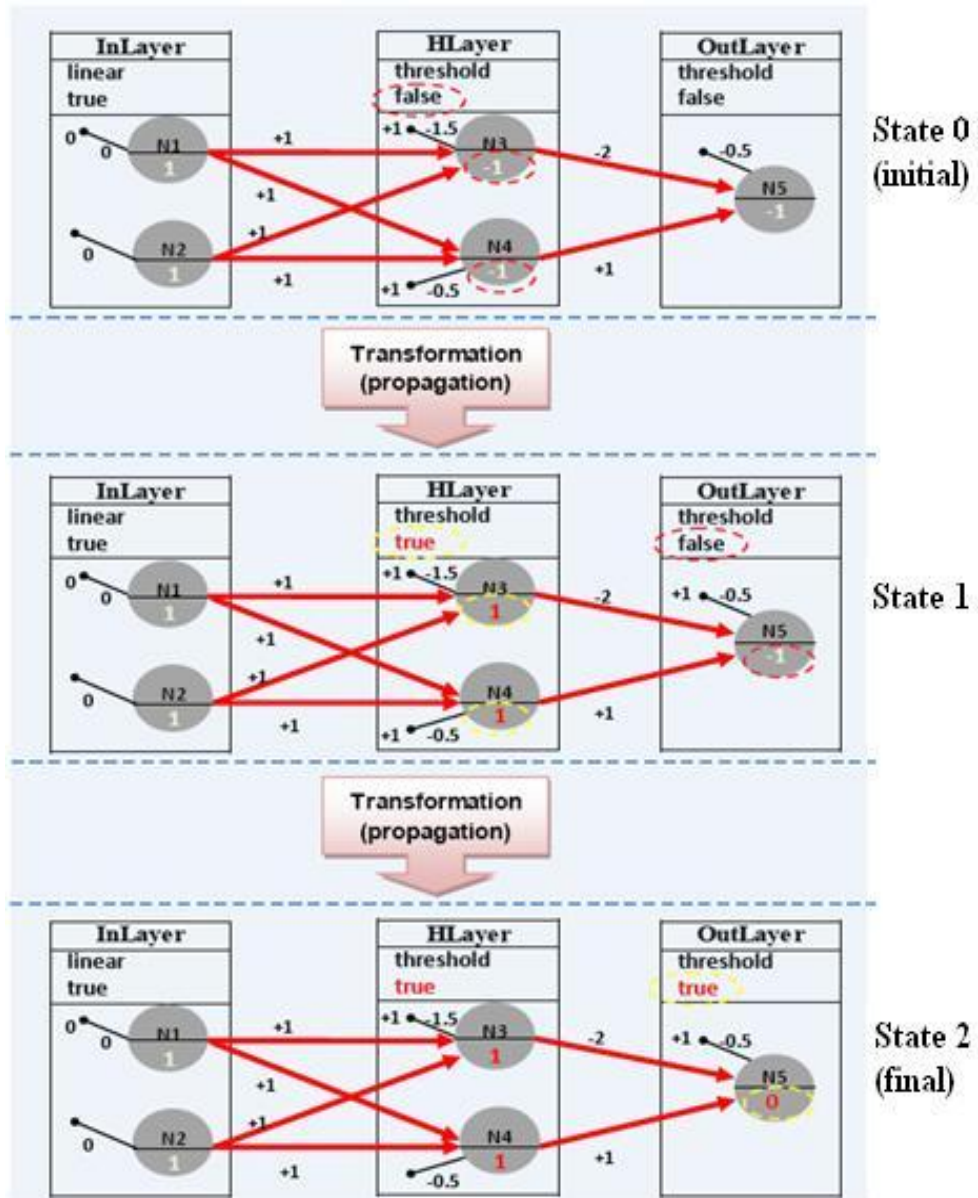 InLayer HLayer OutLayer
linear threshold threshold
true false false
0 0 N1 1 +1 +1 -1.5 N3 -1 -2 -0.5
State 0
(initial)
+1 N5 -1
0 N2 1 +1 N4 -1
+1 +1 -0.5 +1
Transformation
(propagation)
InLayer HLayer OutLayer
linear threshold threshold
true true false
0 0 N1 1 +1 +1 -1.5 N3 1 -2 +1 -0.5
State 1
+1 N5 -1
0 N2 1 +1 N4 1
+1 +1 -0.5 +1
Transformation
(propagation)
InLayer HLayer OutLayer
linear threshold threshold
true true true
0 0 N1 1 +1 +1 -1.5 N3 1 -2 +1 -0.5
State 2
(final)
+1 N5 0
0 N2 1 +1 N4 1
+1 -0.5 +1